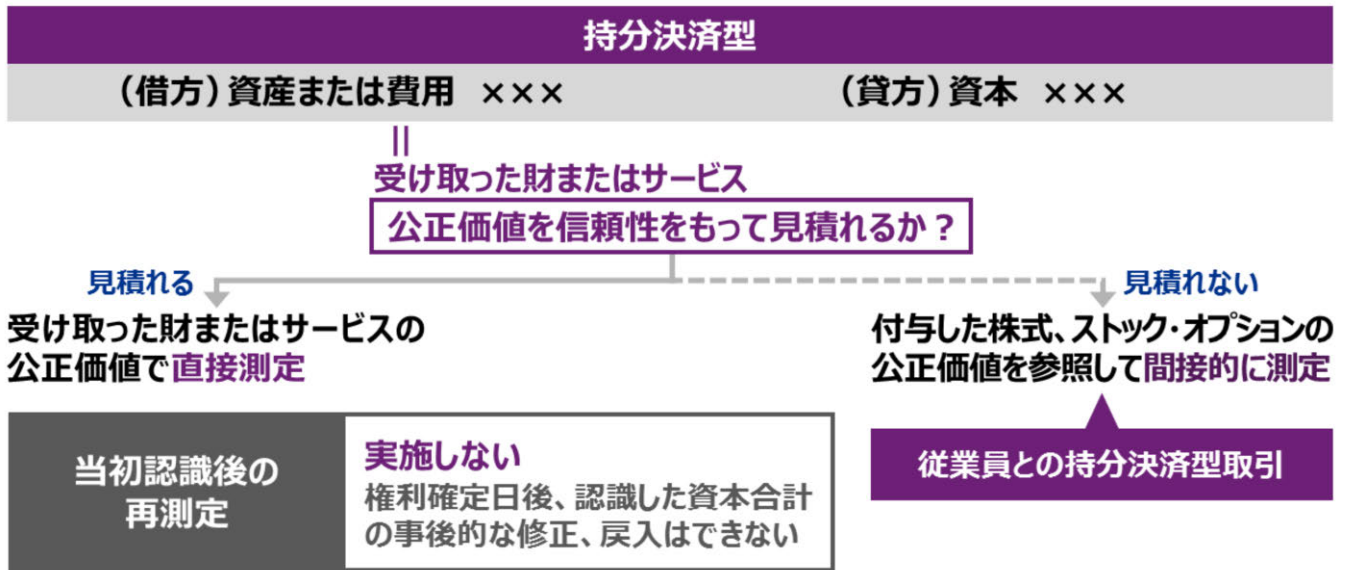 持分決済型
（借方）資産または費用 ×××
（貸方）資本 ×××
||
受け取った財またはサービス
公正価値を信頼性をもって見積れるか？
見積れる
見積れない
受け取った財またはサービスの
公正価値で直接測定
付与した株式、ストック・オプションの
公正価値を参照して間接的に測定
従業員との持分決済型取引
当初認識後の
再測定
実施しない
権利確定日後、認識した資本合計
の事後的な修正、戻入はできない